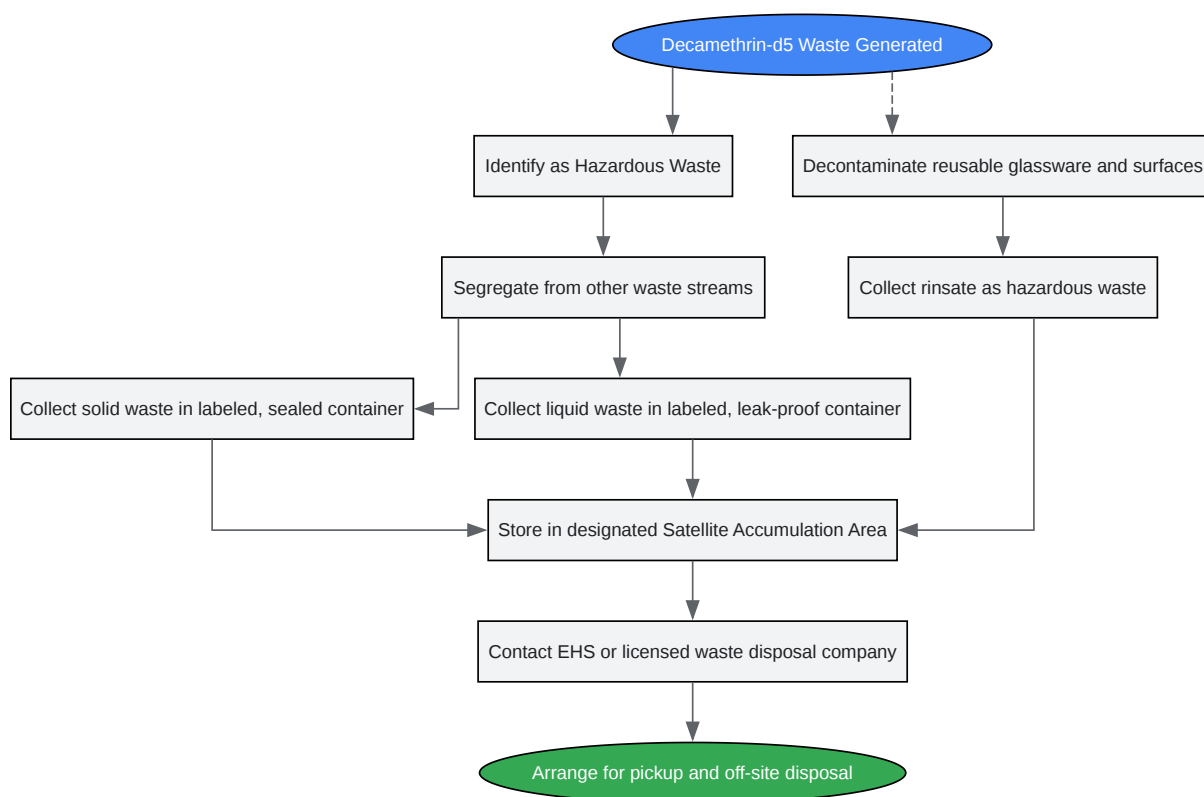 Decamethrin-d5 Waste Generated
Identify as Hazardous Waste
Decontaminate reusable glassware and surfaces
Segregate from other waste streams
Collect rinsate as hazardous waste
Collect solid waste in labeled, sealed container
Collect liquid waste in labeled, leak-proof container
Store in designated Satellite Accumulation Area
Contact EHS or licensed waste disposal company
Arrange for pickup and off-site disposal